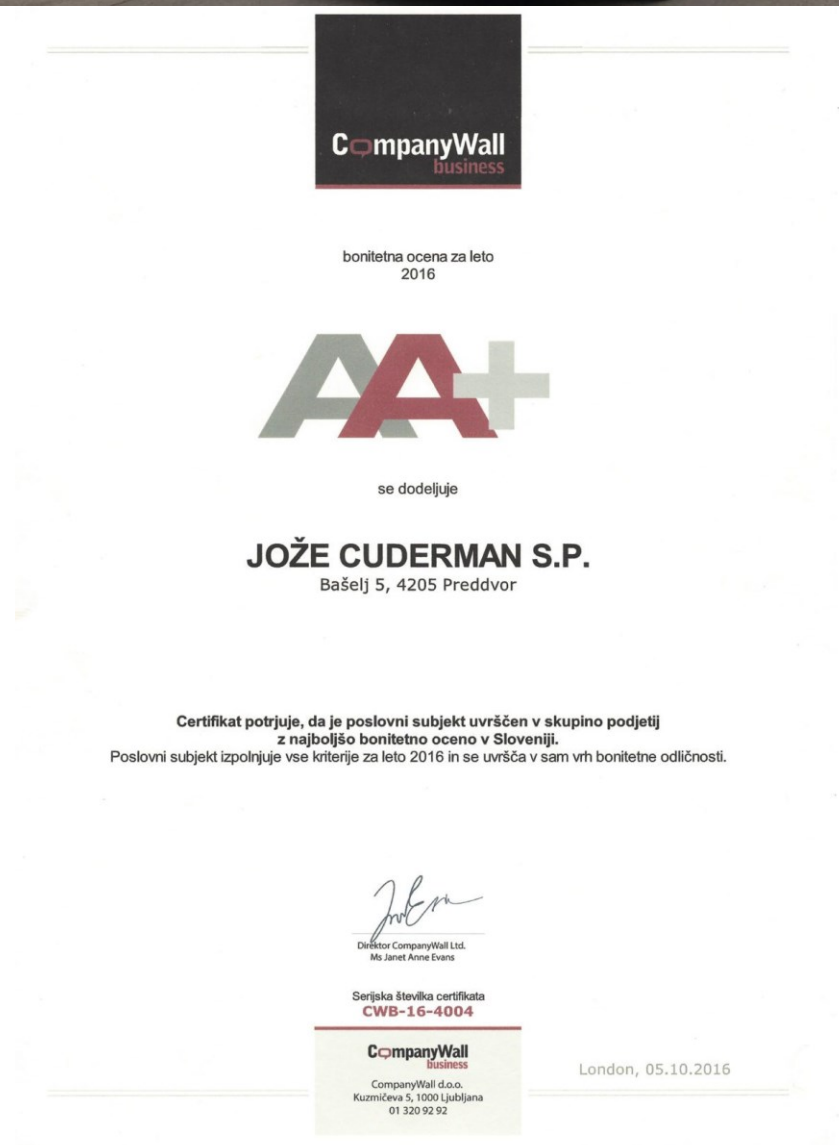 CompanyWall
business
bonitetna ocena za leto
2016
AA+
se dodeljuje
JOŽE CUDERMAN S.P.
Bašelj 5, 4205 Preddvor
Certifikat potrjuje, da je poslovni subjekt uvrščen v skupino podjetij
z najboljšo bonitetno oceno v Sloveniji.
Poslovni subjekt izpolnjuje vse kriterije za leto 2016 in se uvršča v sam vrh bonitetne odličnosti.
Direktor CompanyWall Ltd.
Ms Janet Anne Evans
Serijska številka certifikata
CWB-16-4004
CompanyWall
business
CompanyWall d.o.o.
Kuzmičeva 5, 1000 Ljubljana
01 320 92 92
London, 05.10.2016